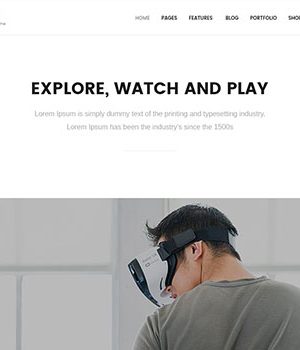 HOME PAGES FEATURES BLOG PORTFOLIO SHO
EXPLORE, WATCH AND PLAY
Lorem Ipsum is simply dummy text of the printing and typesetting industry.
Lorem Ipsum has been the industry's since the 1500s